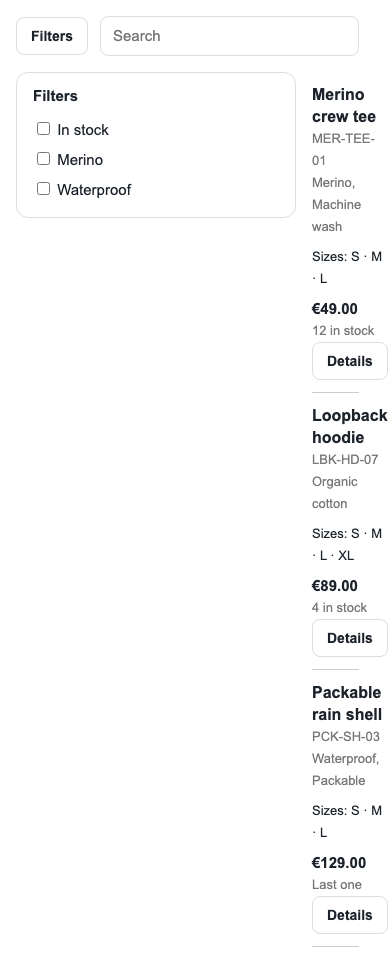 Filters
Search
Filters
In stock
Merino
Waterproof
Merino
crew tee
MER-TEE-
01
Merino,
Machine
wash
Sizes: S · M
· L
€49.00
12 in stock
Details
Loopback
hoodie
LBK-HD-07
Organic
cotton
Sizes: S · M
· L · XL
€89.00
4 in stock
Details
Packable
rain shell
PCK-SH-03
Waterproof,
Packable
Sizes: S · M
· L
€129.00
Last one
Details